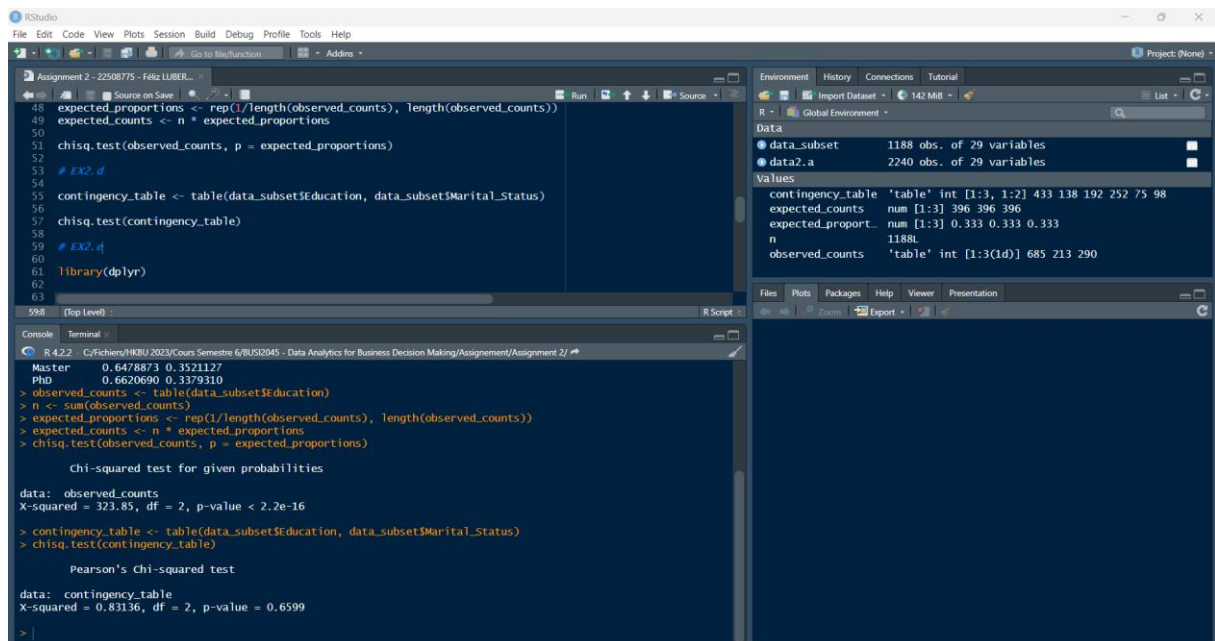 RStudio
File Edit Code View Plots Session Build Debug Profile Tools Help
Go to file/function Addins Project: (None)
Assignment 2 - 22508775 - Féliz LUBER...
Source on Save Run Source
48 expected_proportions <- rep(1/length(observed_counts), length(observed_counts))
49 expected_counts <- n * expected_proportions
50
51 chisq.test(observed_counts, p = expected_proportions)
52
53 # EX2.d
54
55 contingency_table <- table(data_subset$Education, data_subset$Marital_Status)
56
57 chisq.test(contingency_table)
58
59 # EX2.e
60
61 library(dplyr)
62
63
59:8 (Top Level) R Script
Console Terminal
R 4.2.2 · C:/Fichiers/HKBU 2023/Cours Semestre 6/BUSI2045 - Data Analytics for Business Decision Making/Assignement/Assignment 2/
Master 0.6478873 0.3521127
PhD 0.6620690 0.3379310
> observed_counts <- table(data_subset$Education)
> n <- sum(observed_counts)
> expected_proportions <- rep(1/length(observed_counts), length(observed_counts))
> expected_counts <- n * expected_proportions
> chisq.test(observed_counts, p = expected_proportions)
Chi-squared test for given probabilities
data: observed_counts
X-squared = 323.85, df = 2, p-value < 2.2e-16
> contingency_table <- table(data_subset$Education, data_subset$Marital_Status)
> chisq.test(contingency_table)
Pearson's Chi-squared test
data: contingency_table
X-squared = 0.83136, df = 2, p-value = 0.6599
>
Environment History Connections Tutorial
Import Dataset 142 MiB List
R Global Environment
Data
data_subset 1188 obs. of 29 variables
data2.a 2240 obs. of 29 variables
Values
contingency_table 'table' int [1:3, 1:2] 433 138 192 252 75 98
expected_counts num [1:3] 396 396 396
expected_proport… num [1:3] 0.333 0.333 0.333
n 1188L
observed_counts 'table' int [1:3(1d)] 685 213 290
Files Plots Packages Help Viewer Presentation
Zoom Export